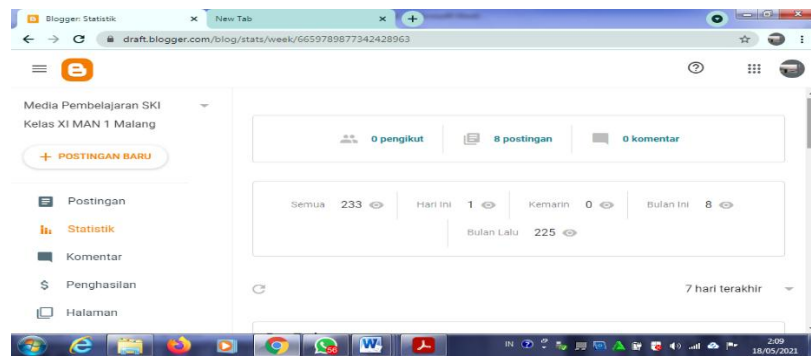 Blogger: Statistik
New Tab
draft.blogger.com/blog/stats/week/6659789877342428963
Media Pembelajaran SKI
Kelas XI MAN 1 Malang
POSTINGAN BARU
Postingan
Statistik
Komentar
Penghasilan
Halaman
0 pengikut 8 postingan 0 komentar
Semua 233 Hari Ini 1 Kemarin 0 Bulan Ini 8
Bulan Lalu 225
7 hari terakhir
IN
2:09
18/05/2021